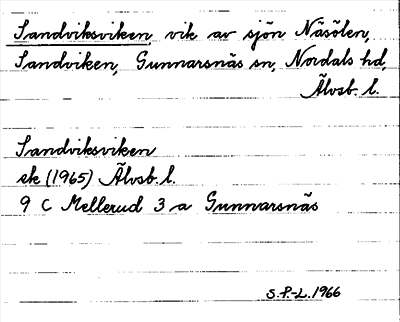 Sandviksviken, vik av sjön Näsölen,
Sandviken, Gunnarsnäs sn, Nordals hd,
Älvsb. l.
Sandviksviken
ek (1965) Älvsb. l.
9 C Mellerud 3 a Gunnarsnäs
S.P.-L. 1966